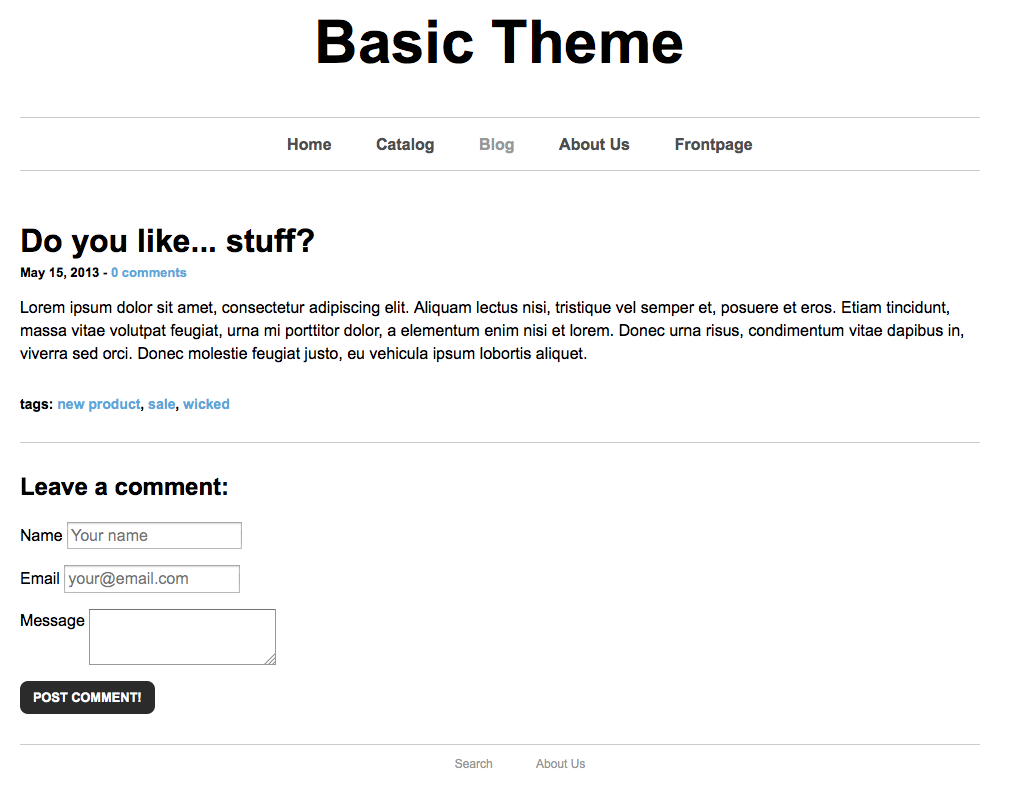 Basic Theme
Home Catalog Blog About Us Frontpage
Do you like... stuff?
May 15, 2013 - 0 comments
Lorem ipsum dolor sit amet, consectetur adipiscing elit. Aliquam lectus nisi, tristique vel semper et, posuere et eros. Etiam tincidunt,
massa vitae volutpat feugiat, urna mi porttitor dolor, a elementum enim nisi et lorem. Donec urna risus, condimentum vitae dapibus in,
viverra sed orci. Donec molestie feugiat justo, eu vehicula ipsum lobortis aliquet.
tags: new product, sale, wicked
Leave a comment:
Name Your name
Email your@email.com
Message
POST COMMENT!
Search About Us